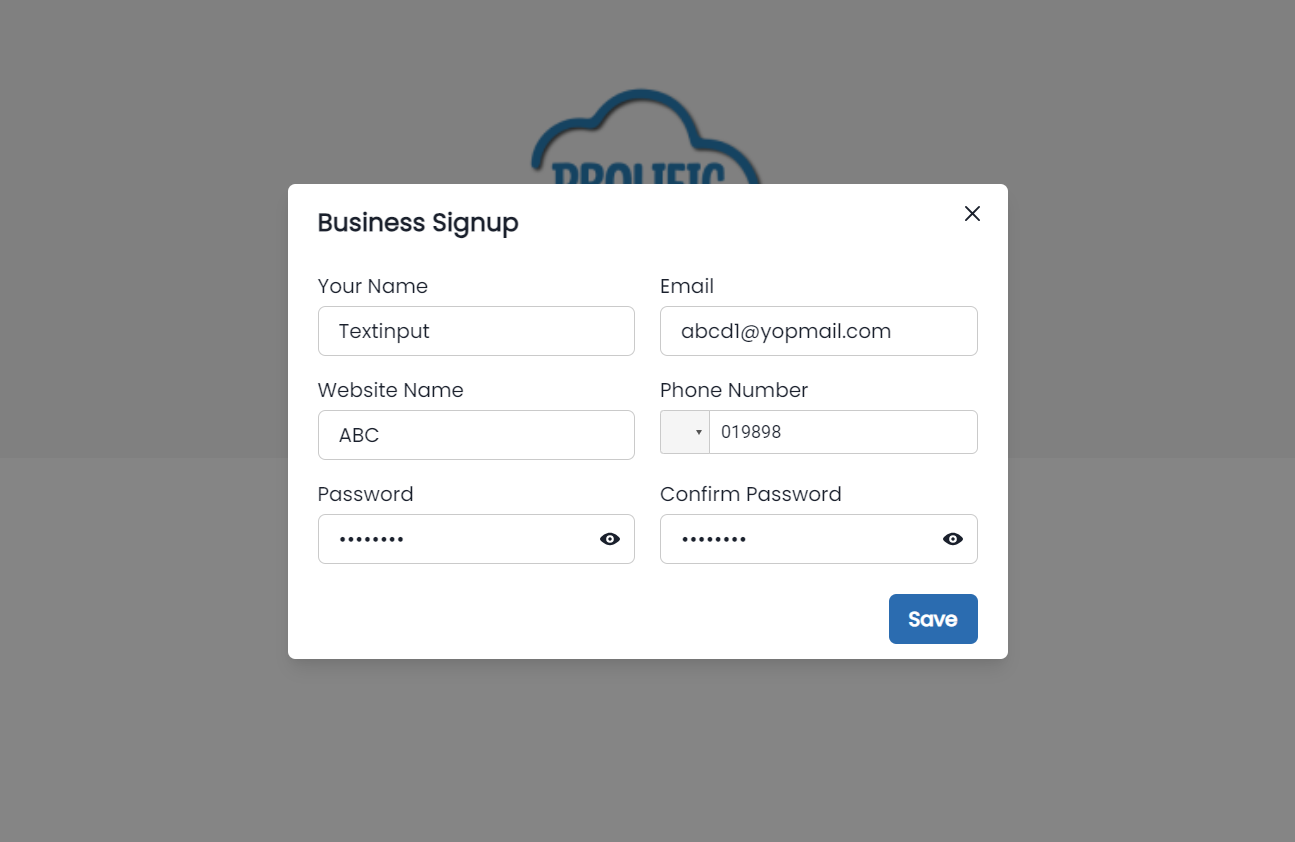 PROLIFIC
Business Signup
Your Name
Email
Textinput
abcd1@yopmail.com
Website Name
Phone Number
ABC
019898
Password
Confirm Password
••••••••
••••••••
Save